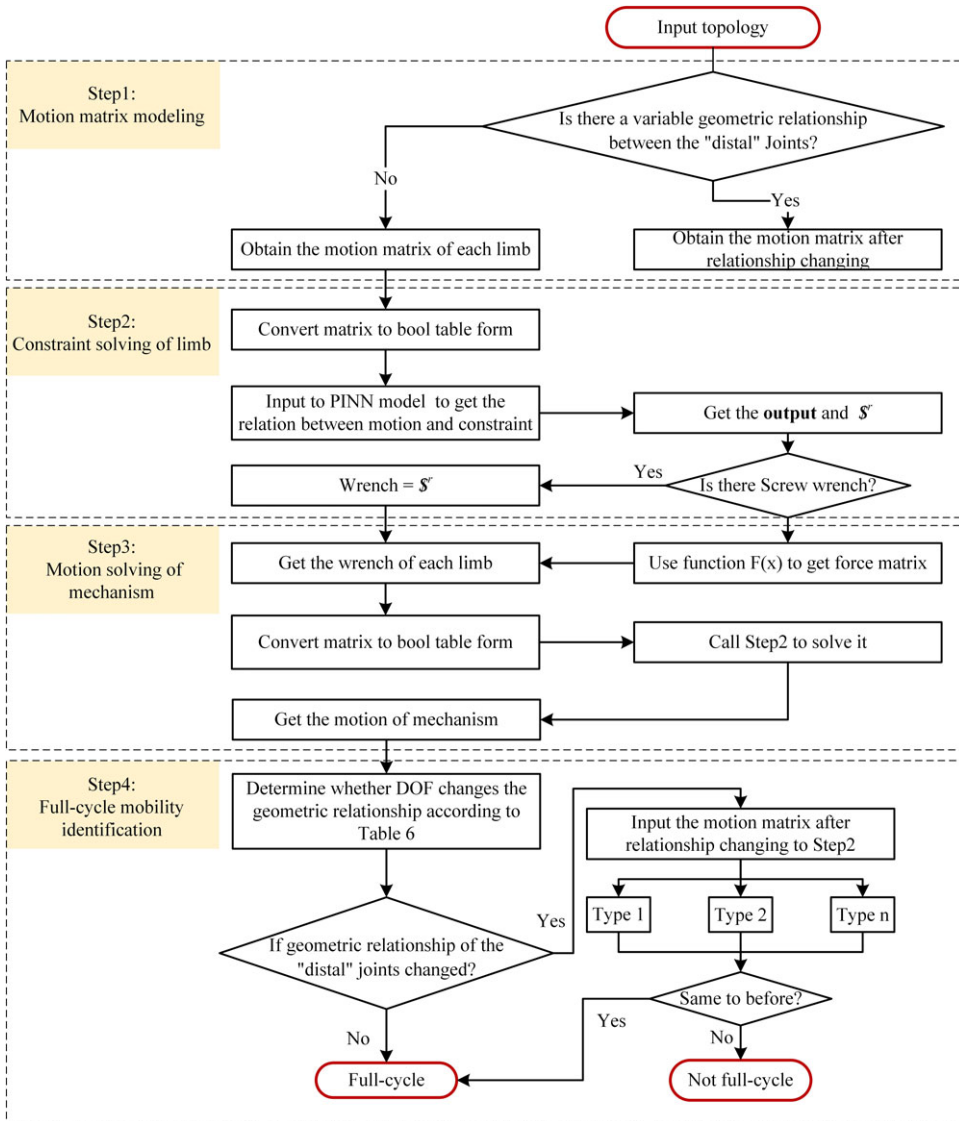 Input topology
Step1:
Motion matrix modeling
Is there a variable geometric relationship
between the "distal" Joints?
No
Yes
Obtain the motion matrix of each limb
Obtain the motion matrix after
relationship changing
Step2:
Constraint solving of limb
Convert matrix to bool table form
Input to PINN model to get the
relation between motion and constraint
Get the output and $ʳ
Yes
Is there Screw wrench?
Wrench = $ʳ
Step3:
Motion solving of
mechanism
Get the wrench of each limb
Use function F(x) to get force matrix
Convert matrix to bool table form
Call Step2 to solve it
Get the motion of mechanism
Step4:
Full-cycle mobility
identification
Determine whether DOF changes the
geometric relationship according to
Table 6
Input the motion matrix after
relationship changing to Step2
Type 1
Type 2
Type n
Yes
If geometric relationship of the
"distal" joints changed?
Same to before?
Yes
No
No
Full-cycle
Not full-cycle